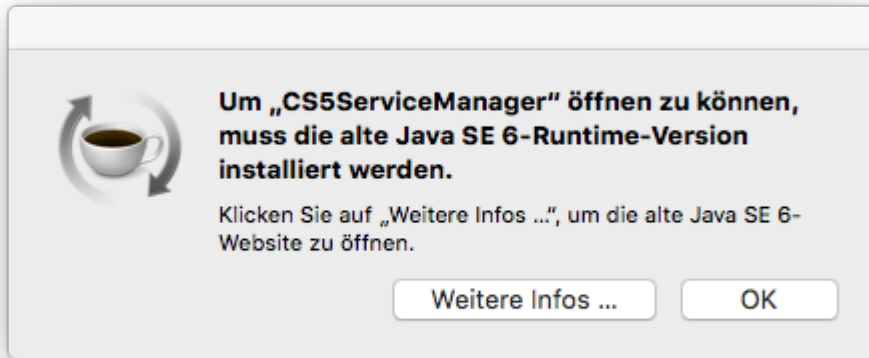 Um „CS5ServiceManager“ öffnen zu können,
muss die alte Java SE 6-Runtime-Version
installiert werden.
Klicken Sie auf „Weitere Infos ...“, um die alte Java SE 6-
Website zu öffnen.
Weitere Infos ...
OK